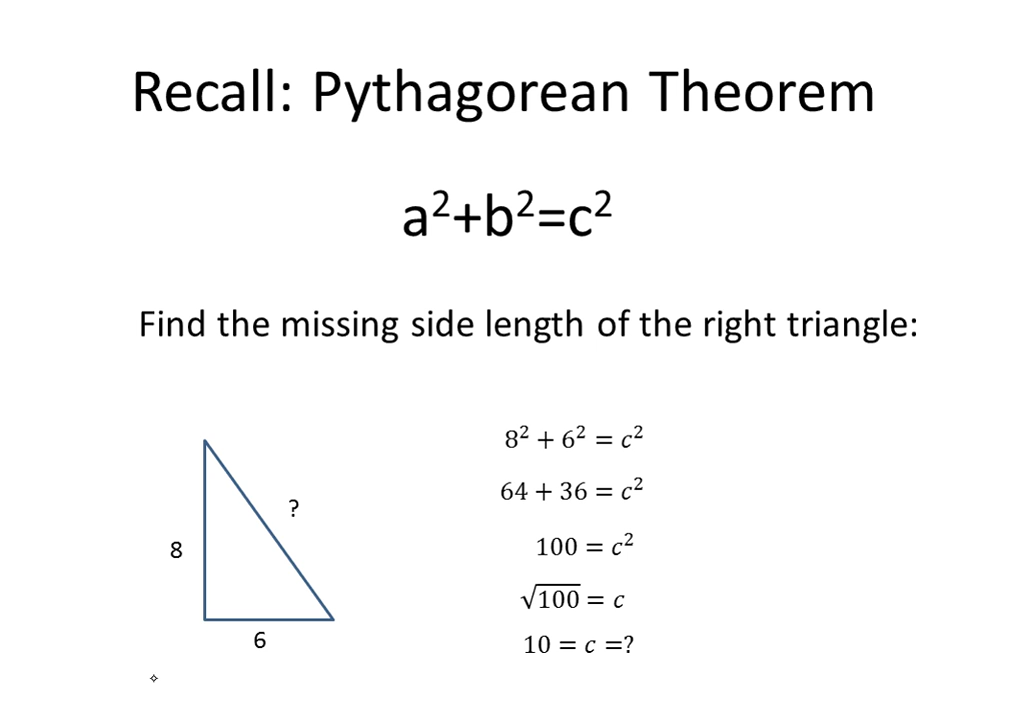 Recall: Pythagorean Theorem
a²+b²=c²
Find the missing side length of the right triangle:
8² + 6² = c²
64 + 36 = c²
?
8
100 = c²
√100 = c
6
10 = c =?